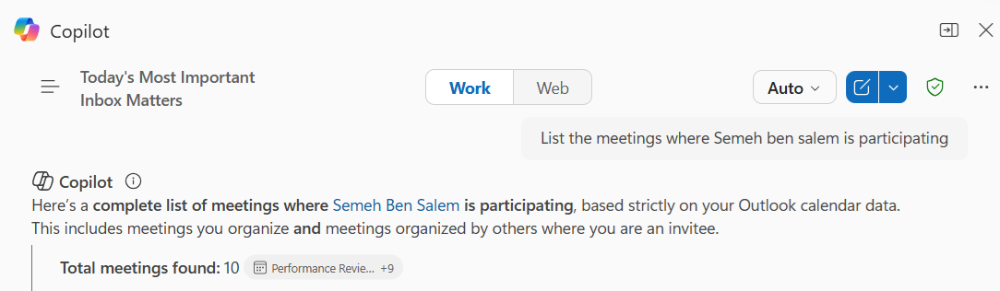 Copilot
Today's Most Important
Inbox Matters
Work
Web
Auto
List the meetings where Semeh ben salem is participating
Copilot
Here's a complete list of meetings where Semeh Ben Salem is participating, based strictly on your Outlook calendar data.
This includes meetings you organize and meetings organized by others where you are an invitee.
Total meetings found: 10 Performance Revie... +9